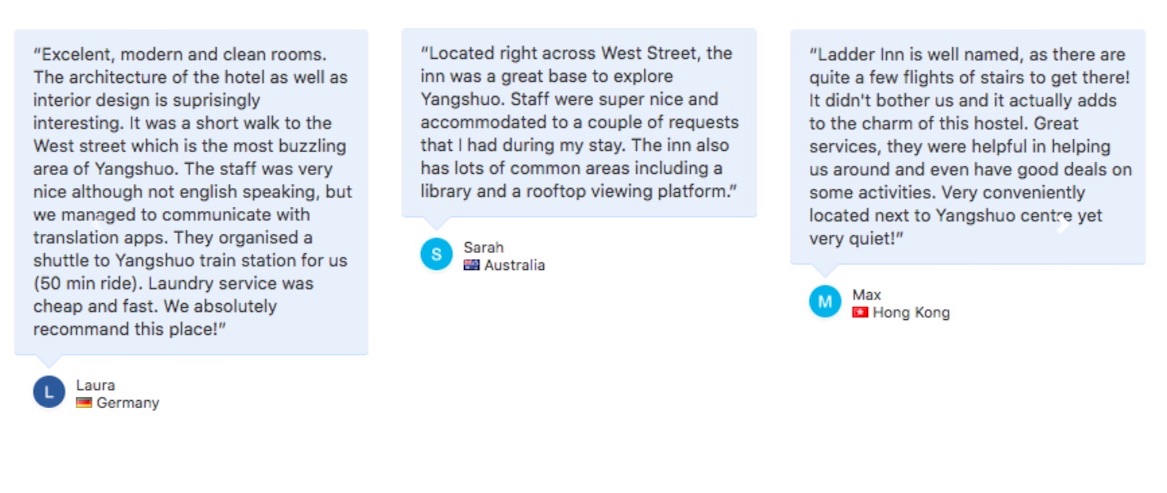 “Excelent, modern and clean rooms.
The architecture of the hotel as well as
interior design is suprisingly
interesting. It was a short walk to the
West street which is the most buzzling
area of Yangshuo. The staff was very
nice although not english speaking, but
we managed to communicate with
translation apps. They organised a
shuttle to Yangshuo train station for us
(50 min ride). Laundry service was
cheap and fast. We absolutely
recommand this place!”
L
Laura
Germany
“Located right across West Street, the
inn was a great base to explore
Yangshuo. Staff were super nice and
accommodated to a couple of requests
that I had during my stay. The inn also
has lots of common areas including a
library and a rooftop viewing platform.”
S
Sarah
Australia
“Ladder Inn is well named, as there are
quite a few flights of stairs to get there!
It didn't bother us and it actually adds
to the charm of this hostel. Great
services, they were helpful in helping
us around and even have good deals on
some activities. Very conveniently
located next to Yangshuo centre yet
very quiet!”
M
Max
Hong Kong